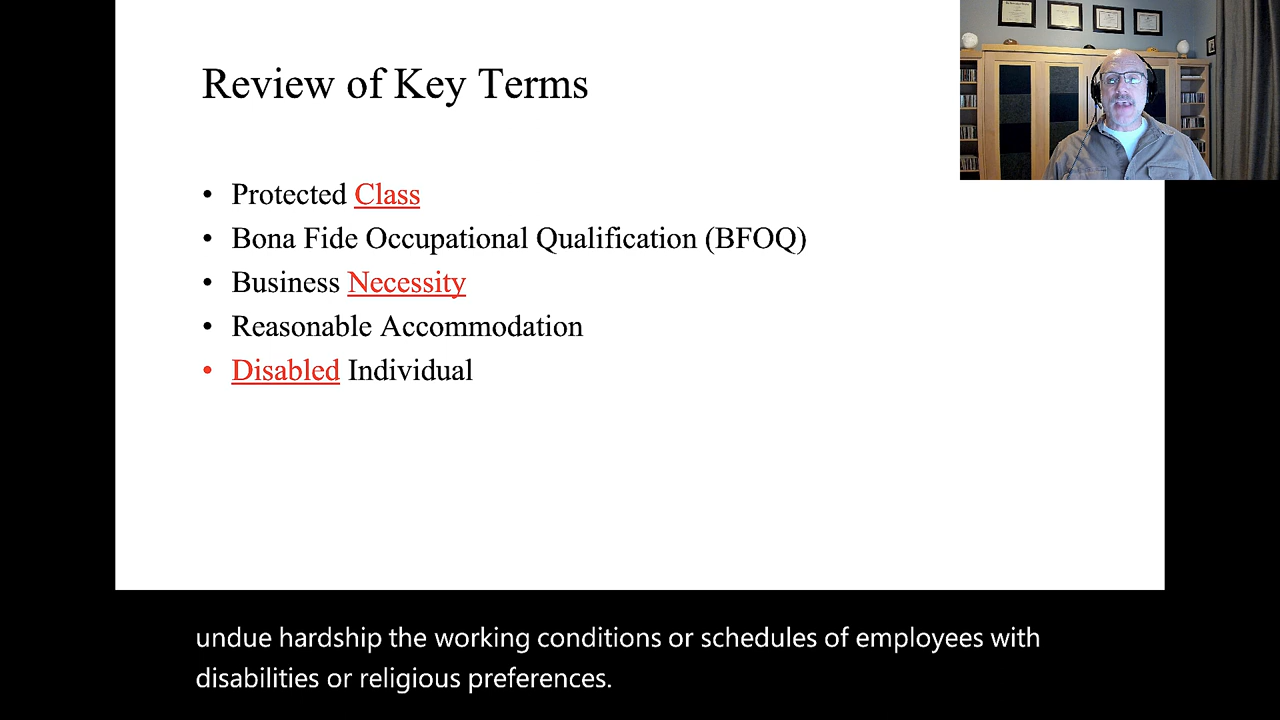 Review of Key Terms
• Protected Class
• Bona Fide Occupational Qualification (BFOQ)
• Business Necessity
• Reasonable Accommodation
• Disabled Individual
undue hardship the working conditions or schedules of employees with
disabilities or religious preferences.